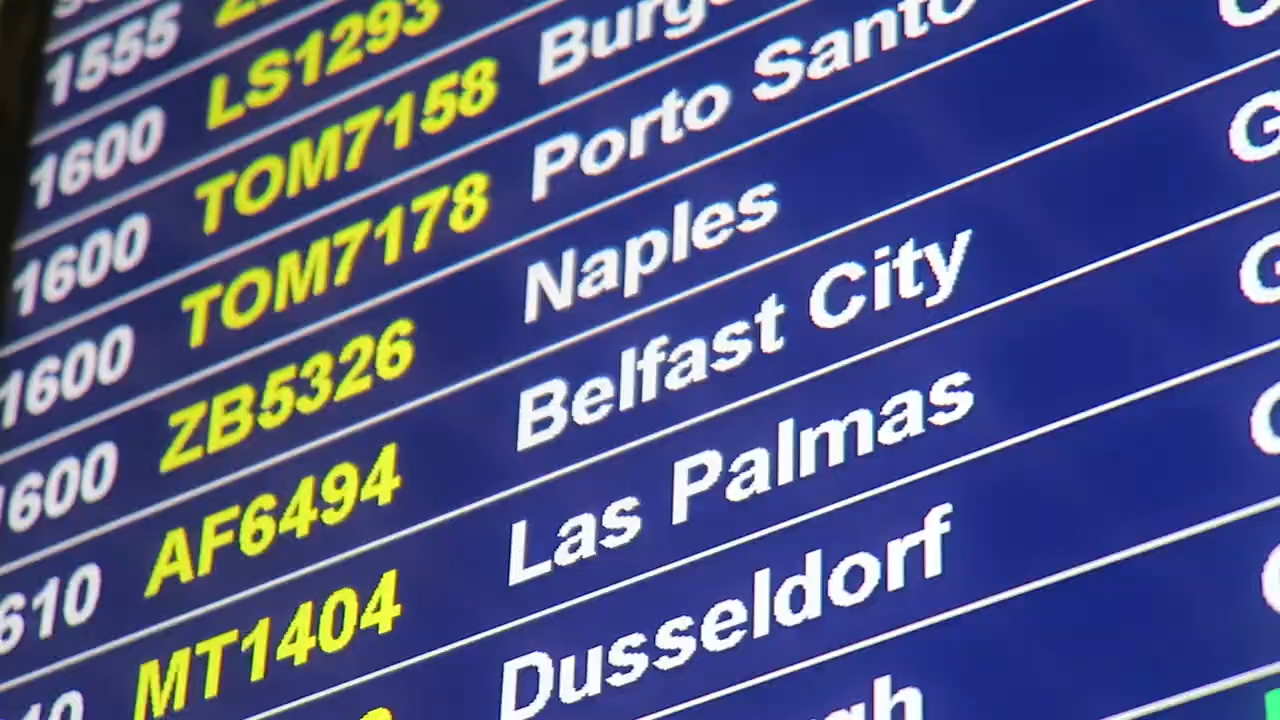 1555
1600 LS1293
1600 TOM7158
1600 TOM7178 Porto Santo
1600 ZB5326 Naples
AF6494 Belfast City
MT1404 Las Palmas
Dusseldorf